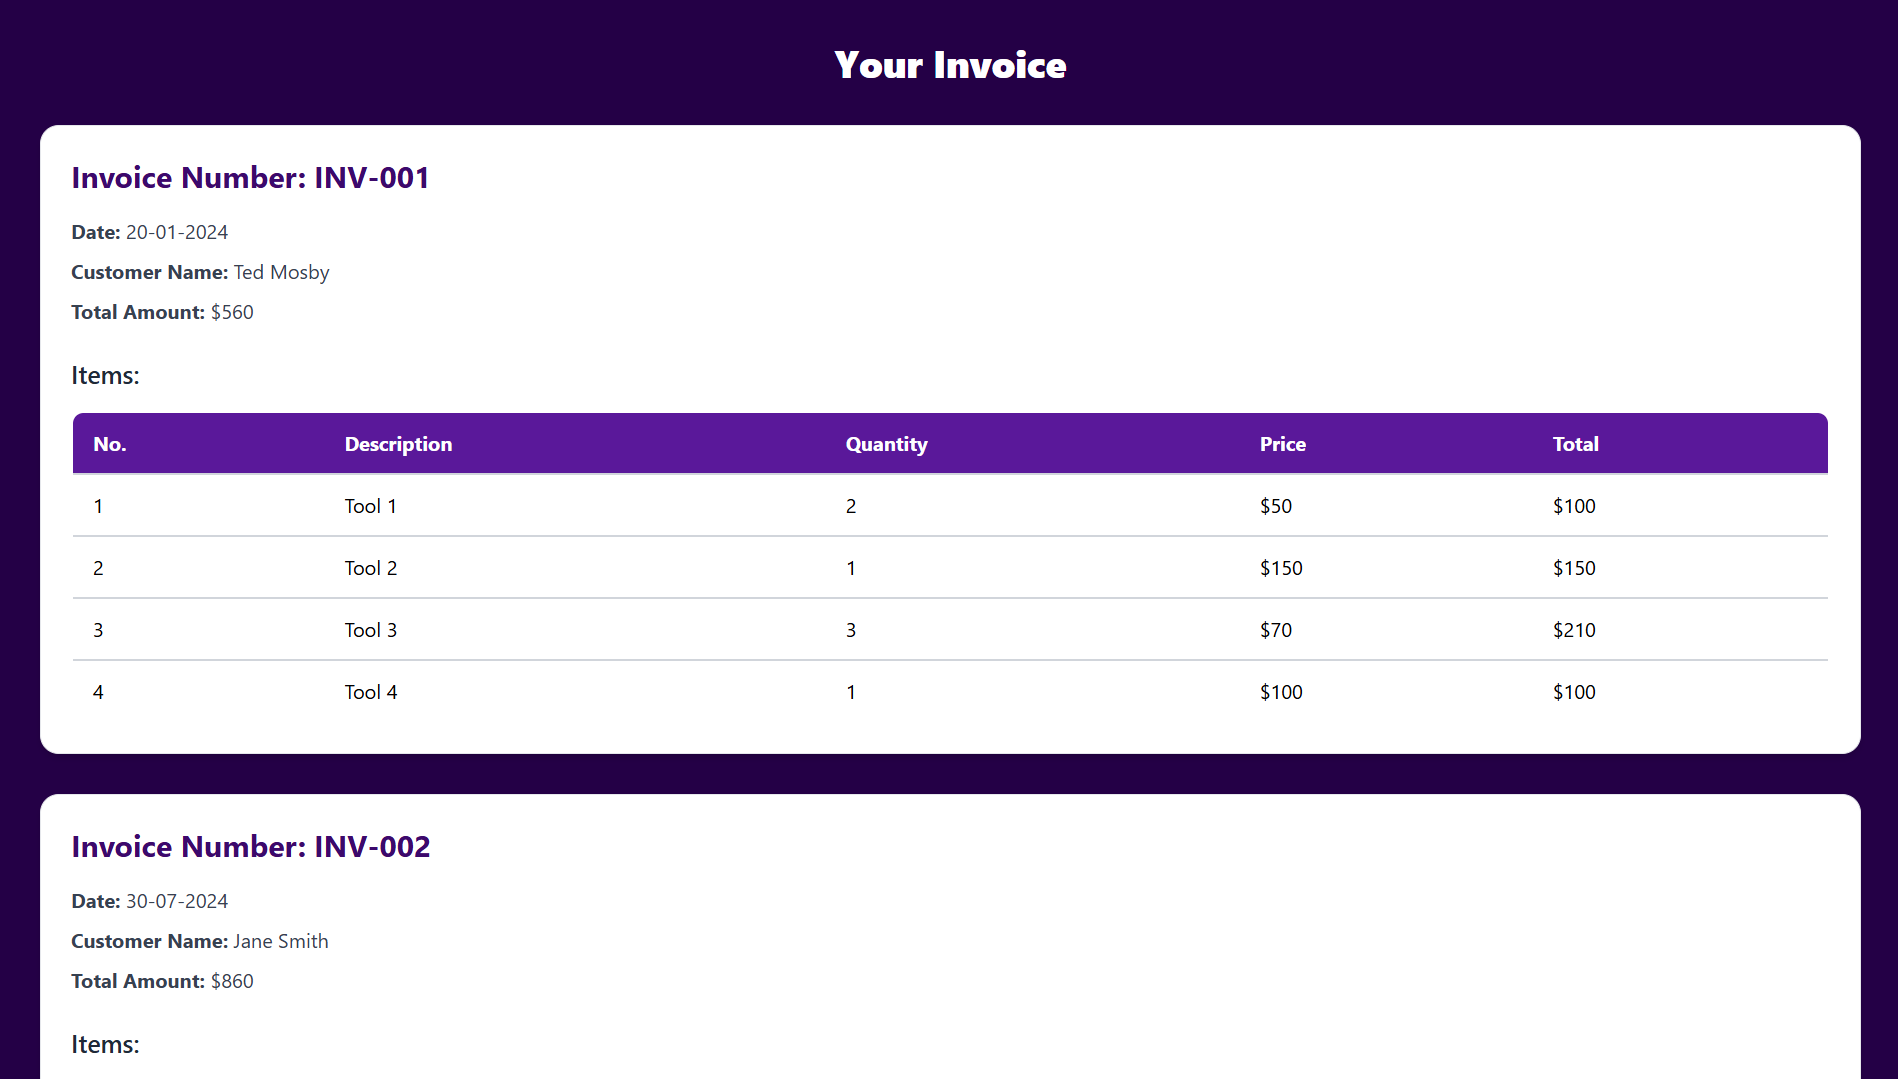 Your Invoice
Invoice Number: INV-001
Date: 20-01-2024
Customer Name: Ted Mosby
Total Amount: $560
Items:
No. Description Quantity Price Total
1 Tool 1 2 $50 $100
2 Tool 2 1 $150 $150
3 Tool 3 3 $70 $210
4 Tool 4 1 $100 $100
Invoice Number: INV-002
Date: 30-07-2024
Customer Name: Jane Smith
Total Amount: $860
Items: